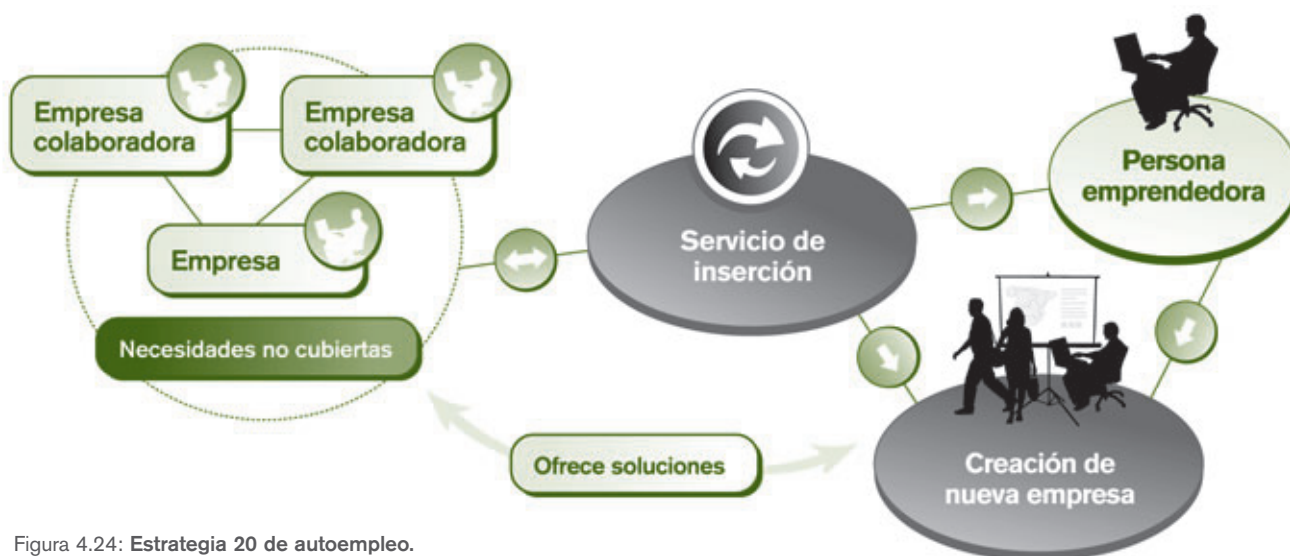 Empresa
colaboradora
Empresa
colaboradora
Empresa
Necesidades no cubiertas
Servicio de
inserción
Persona
emprendedora
Ofrece soluciones
Creación de
nueva empresa
Figura 4.24: Estrategia 20 de autoempleo.